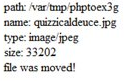 path: /var/tmp/phptoex3g
name: quizzicaldeuce.jpg
type: image/jpeg
size: 33202
file was moved!